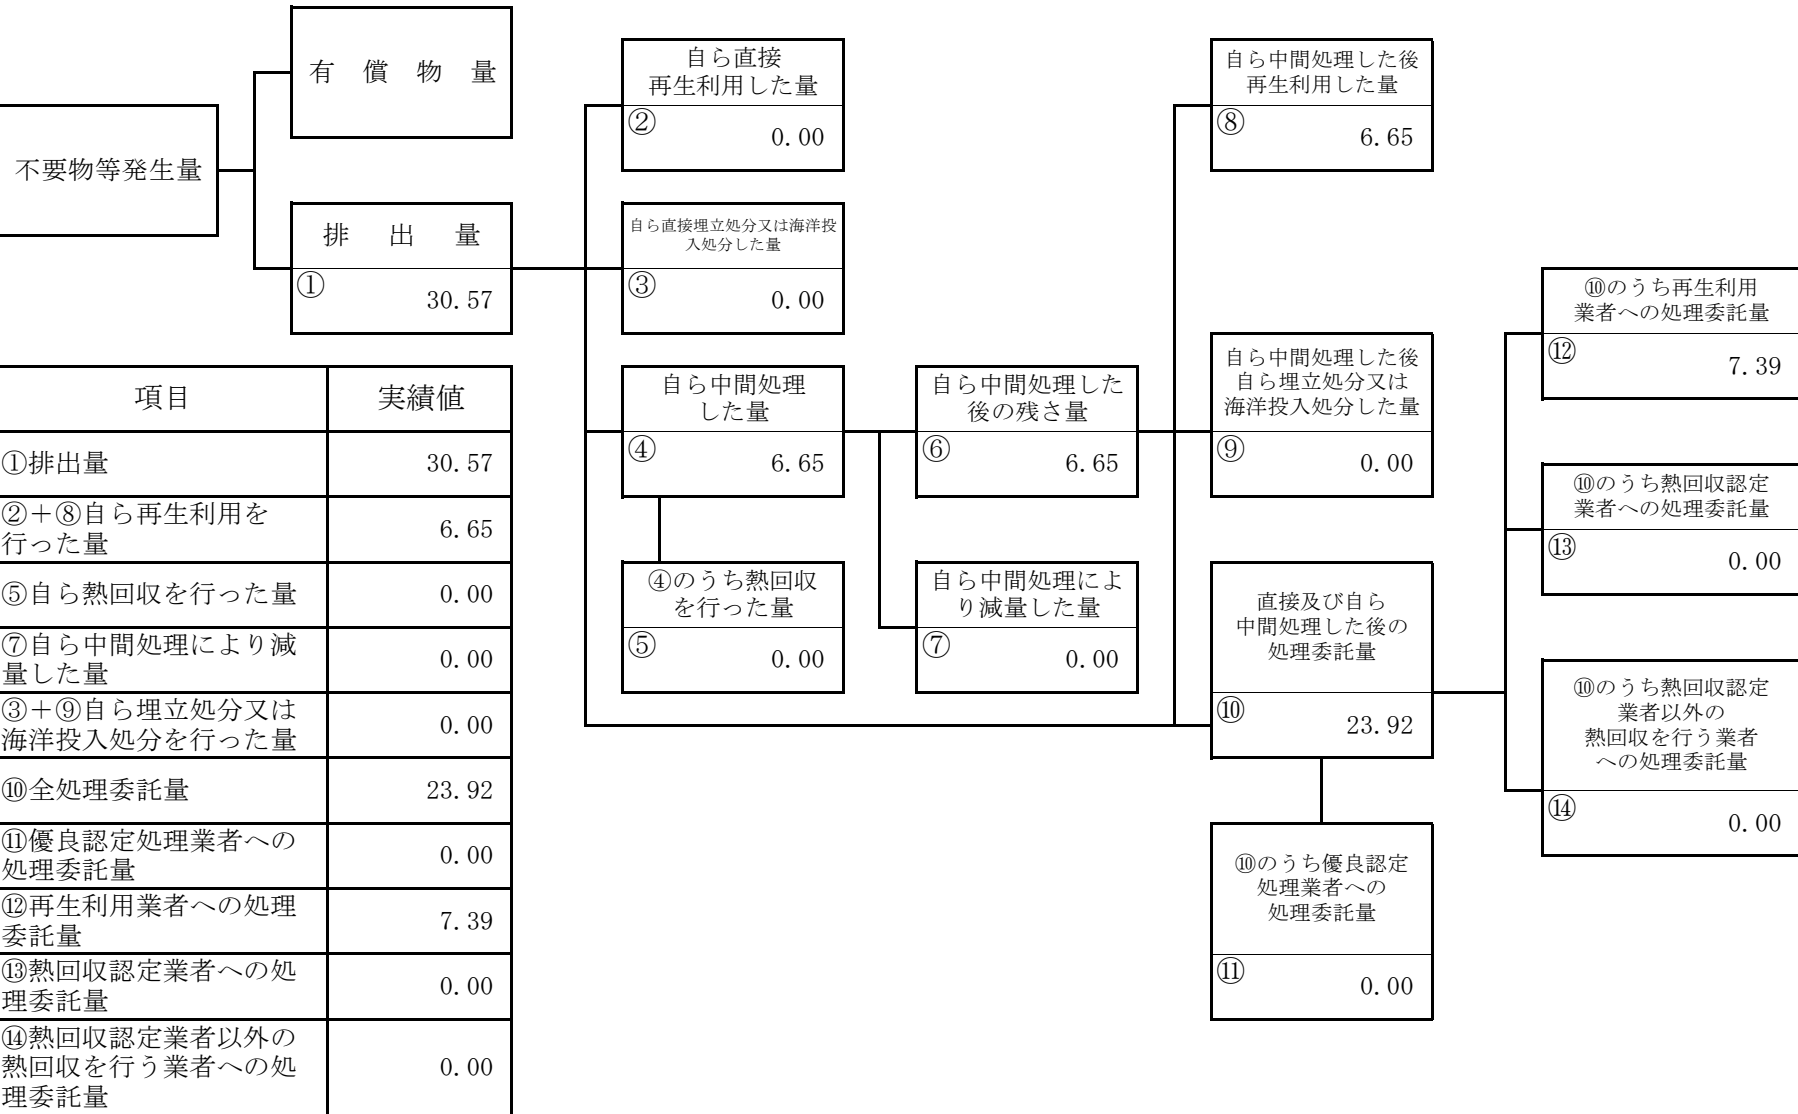 有 償 物 量
不要物等発生量
排 出 量
①
30.57
自ら直接
再生利用した量
②
0.00
自ら直接埋立処分又は海洋投
入処分した量
③
0.00
自ら中間処理
した量
④
6.65
④のうち熱回収
を行った量
⑤
0.00
自ら中間処理した
後の残さ量
⑥
6.65
自ら中間処理によ
り減量した量
⑦
0.00
自ら中間処理した後
再生利用した量
⑧
6.65
自ら中間処理した後
自ら埋立処分又は
海洋投入処分した量
⑨
0.00
直接及び自ら
中間処理した後の
処理委託量
⑩
23.92
⑩のうち優良認定
処理業者への
処理委託量
⑪
0.00
⑩のうち再生利用
業者への処理委託量
⑫
7.39
⑩のうち熱回収認定
業者への処理委託量
⑬
0.00
⑩のうち熱回収認定
業者以外の
熱回収を行う業者
への処理委託量
⑭
0.00
項目 実績値
①排出量 30.57
②＋⑧自ら再生利用を
行った量 6.65
⑤自ら熱回収を行った量 0.00
⑦自ら中間処理により減
量した量 0.00
③＋⑨自ら埋立処分又は
海洋投入処分を行った量 0.00
⑩全処理委託量 23.92
⑪優良認定処理業者への
処理委託量 0.00
⑫再生利用業者への処理
委託量 7.39
⑬熱回収認定業者への処
理委託量 0.00
⑭熱回収認定業者以外の
熱回収を行う業者への処 0.00
理委託量